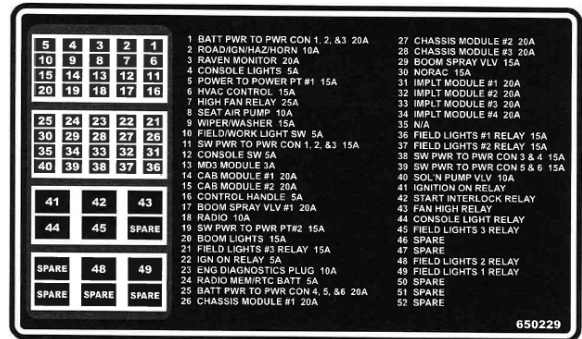 5 4 3 2 1
10 9 8 7 6
15 14 13 12 11
20 19 18 17 16
25 24 23 22 21
30 29 28 27 26
35 34 33 32 31
40 39 38 37 36
41 42 43
44 45 SPARE
SPARE 48 49
SPARE SPARE SPARE
1 BATT PWR TO PWR CON 1, 2, &3 20A
2 ROAD/IGN/HAZ/HORN 10A
3 RAVEN MONITOR 20A
4 CONSOLE LIGHTS 5A
5 POWER TO POWER PT #1 15A
6 HVAC CONTROL 15A
7 HIGH FAN RELAY 25A
8 SEAT AIR PUMP 10A
9 WIPER/WASHER 15A
10 FIELD/WORK LIGHT SW 5A
11 SW PWR TO PWR CON 1, 2, &3 15A
12 CONSOLE SW 5A
13 MD3 MODULE 3A
14 CAB MODULE #1 20A
15 CAB MODULE #2 20A
16 CONTROL HANDLE 5A
17 BOOM SPRAY VLV #1 20A
18 RADIO 10A
19 SW PWR TO PWR PT#2 15A
20 BOOM LIGHTS 15A
21 FIELD LIGHTS #3 RELAY 15A
22 IGN ON RELAY 5A
23 ENG DIAGNOSTICS PLUG 10A
24 RADIO MEM/RTC BATT 5A
25 BATT PWR TO PWR CON 4, 5, &6 20A
26 CHASSIS MODULE #1 20A
27 CHASSIS MODULE #2 20A
28 CHASSIS MODULE #3 20A
29 BOOM SPRAY VLV 15A
30 NORAC 15A
31 IMPLT MODULE #1 20A
32 IMPLT MODULE #2 20A
33 IMPLT MODULE #3 20A
34 IMPLT MODULE #4 20A
35 N/A
36 FIELD LIGHTS #1 RELAY 15A
37 FIELD LIGHTS #2 RELAY 15A
38 SW PWR TO PWR CON 3 & 4 15A
39 SW PWR TO PWR CON 5 & 6 15A
40 SOL'N PUMP VLV 10A
41 IGNITION ON RELAY
42 START INTERLOCK RELAY
43 FAN HIGH RELAY
44 CONSOLE LIGHT RELAY
45 FIELD LIGHTS 3 RELAY
46 SPARE
47 SPARE
48 FIELD LIGHTS 2 RELAY
49 FIELD LIGHTS 1 RELAY
50 SPARE
51 SPARE
52 SPARE
650229